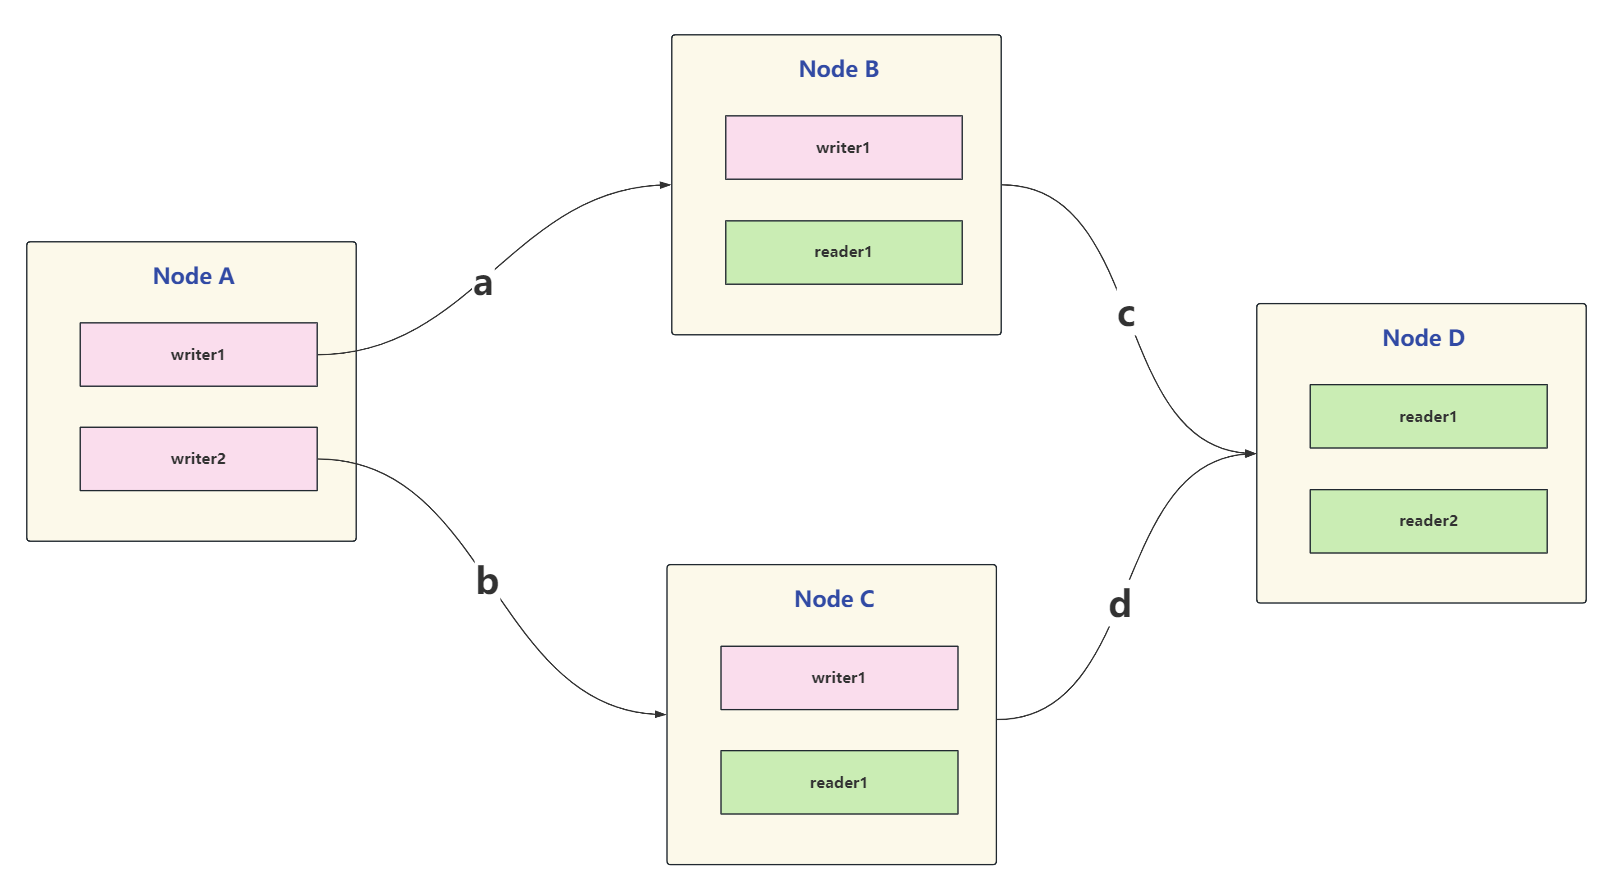 Node A
writer1
writer2
a
b
Node B
writer1
reader1
Node C
writer1
reader1
c
d
Node D
reader1
reader2